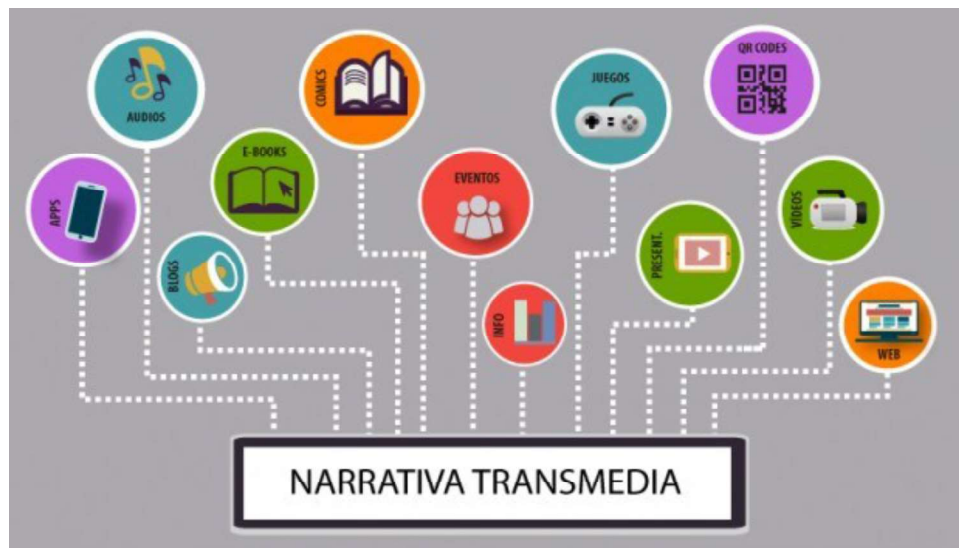 AUDIOS
COMICS
JUEGOS
QR CODES
APPS
E-BOOKS
EVENTOS
VIDEOS
BLOGS
PRESENT.
INFO
WEB
NARRATIVA TRANSMEDIA